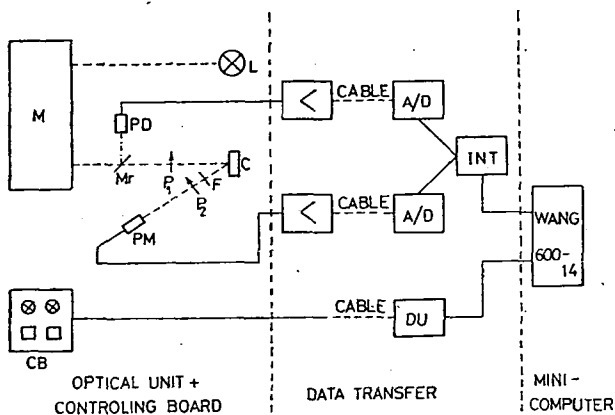 L
M
PD
CABLE
A/D
INT
Mr
P1
P2
F
C
PM
CABLE
A/D
WANG
600-
14
CABLE
DU
CB
OPTICAL UNIT +
CONTROLING BOARD
DATA TRANSFER
MINI-
COMPUTER